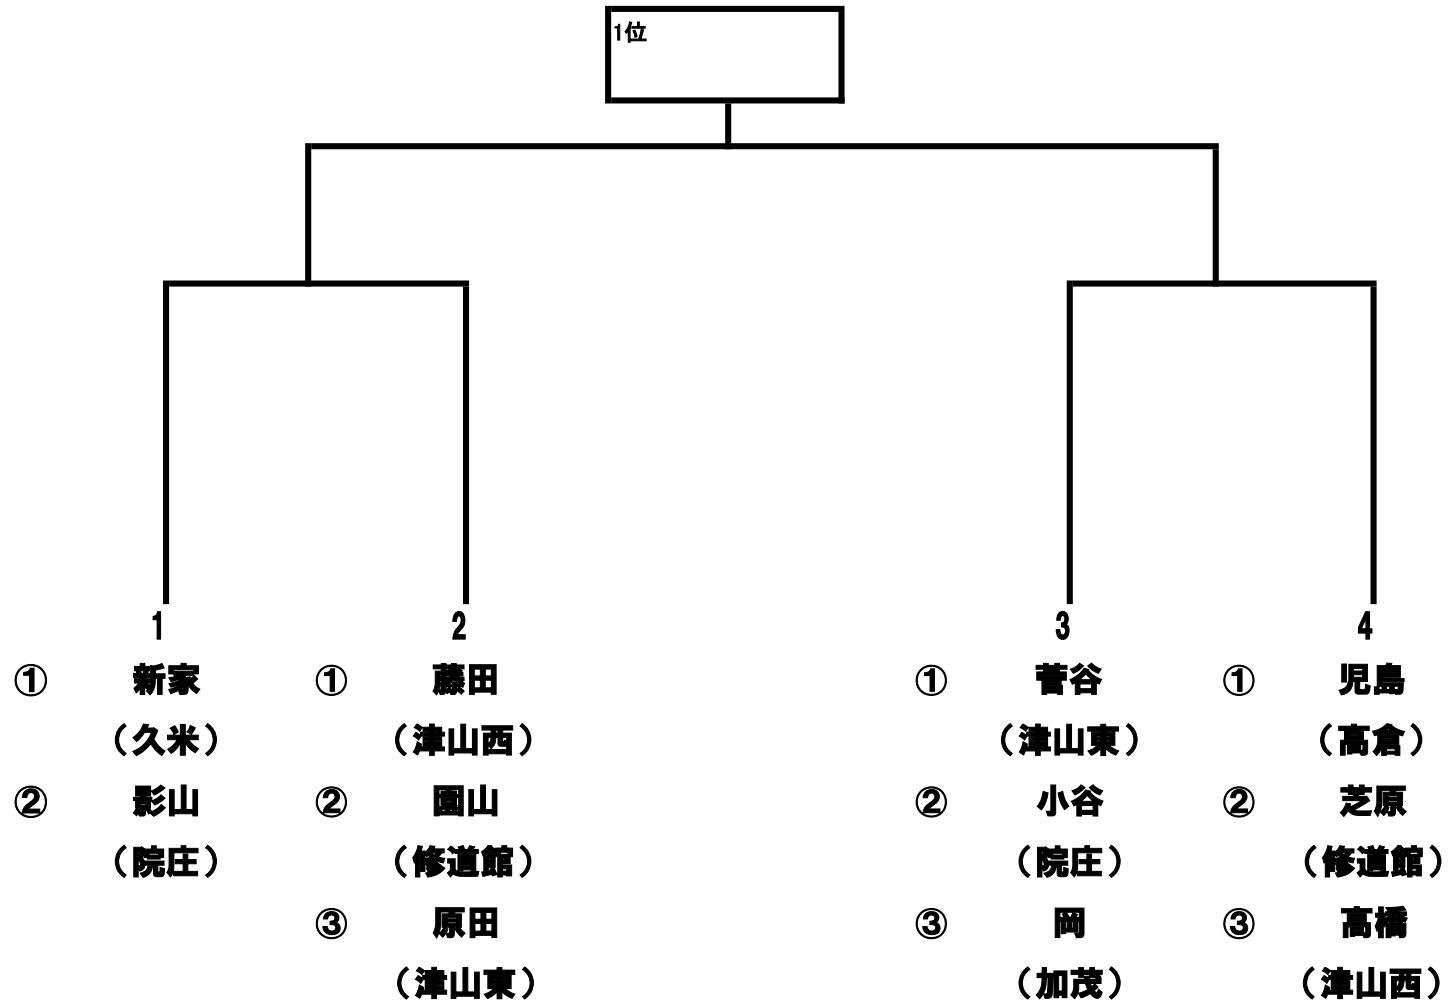 1位
1 2 3 4
① 新家 ① 藤田 ① 菅谷 ① 児島
（久米） （津山西） （津山東） （高倉）
② 影山 ② 園山 ② 小谷 ② 芝原
（院庄） （修道館） （院庄） （修道館）
③ 原田 ③ 岡 ③ 高橋
（津山東） （加茂） （津山西）